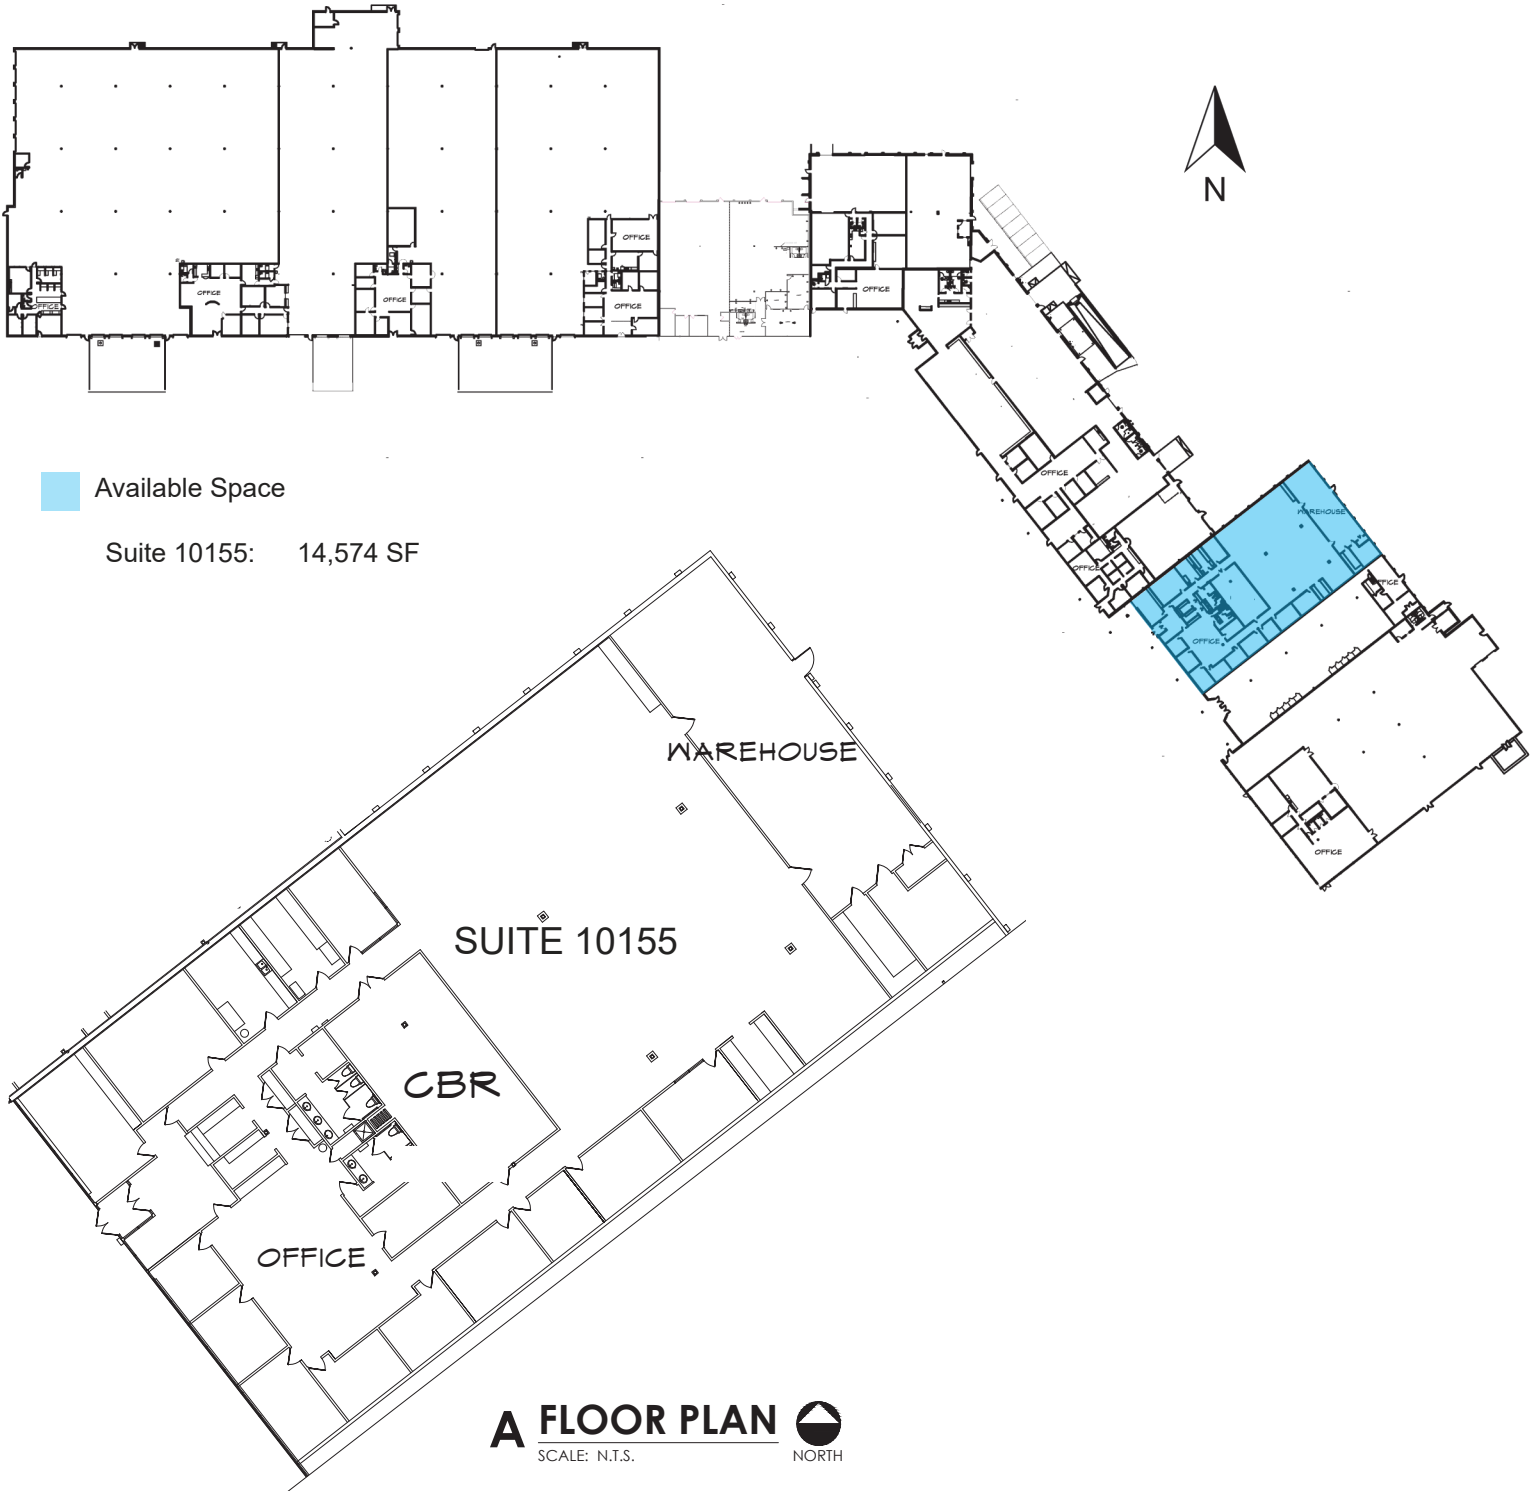 OFFICE
OFFICE
OFFICE
OFFICE
OFFICE
OFFICE
N
OFFICE
OFFICE
WAREHOUSE
OFFICE
OFFICE
OFFICE
Available Space
Suite 10155: 14,574 SF
WAREHOUSE
SUITE 10155
CBR
OFFICE
A FLOOR PLAN
SCALE: N.T.S.
NORTH